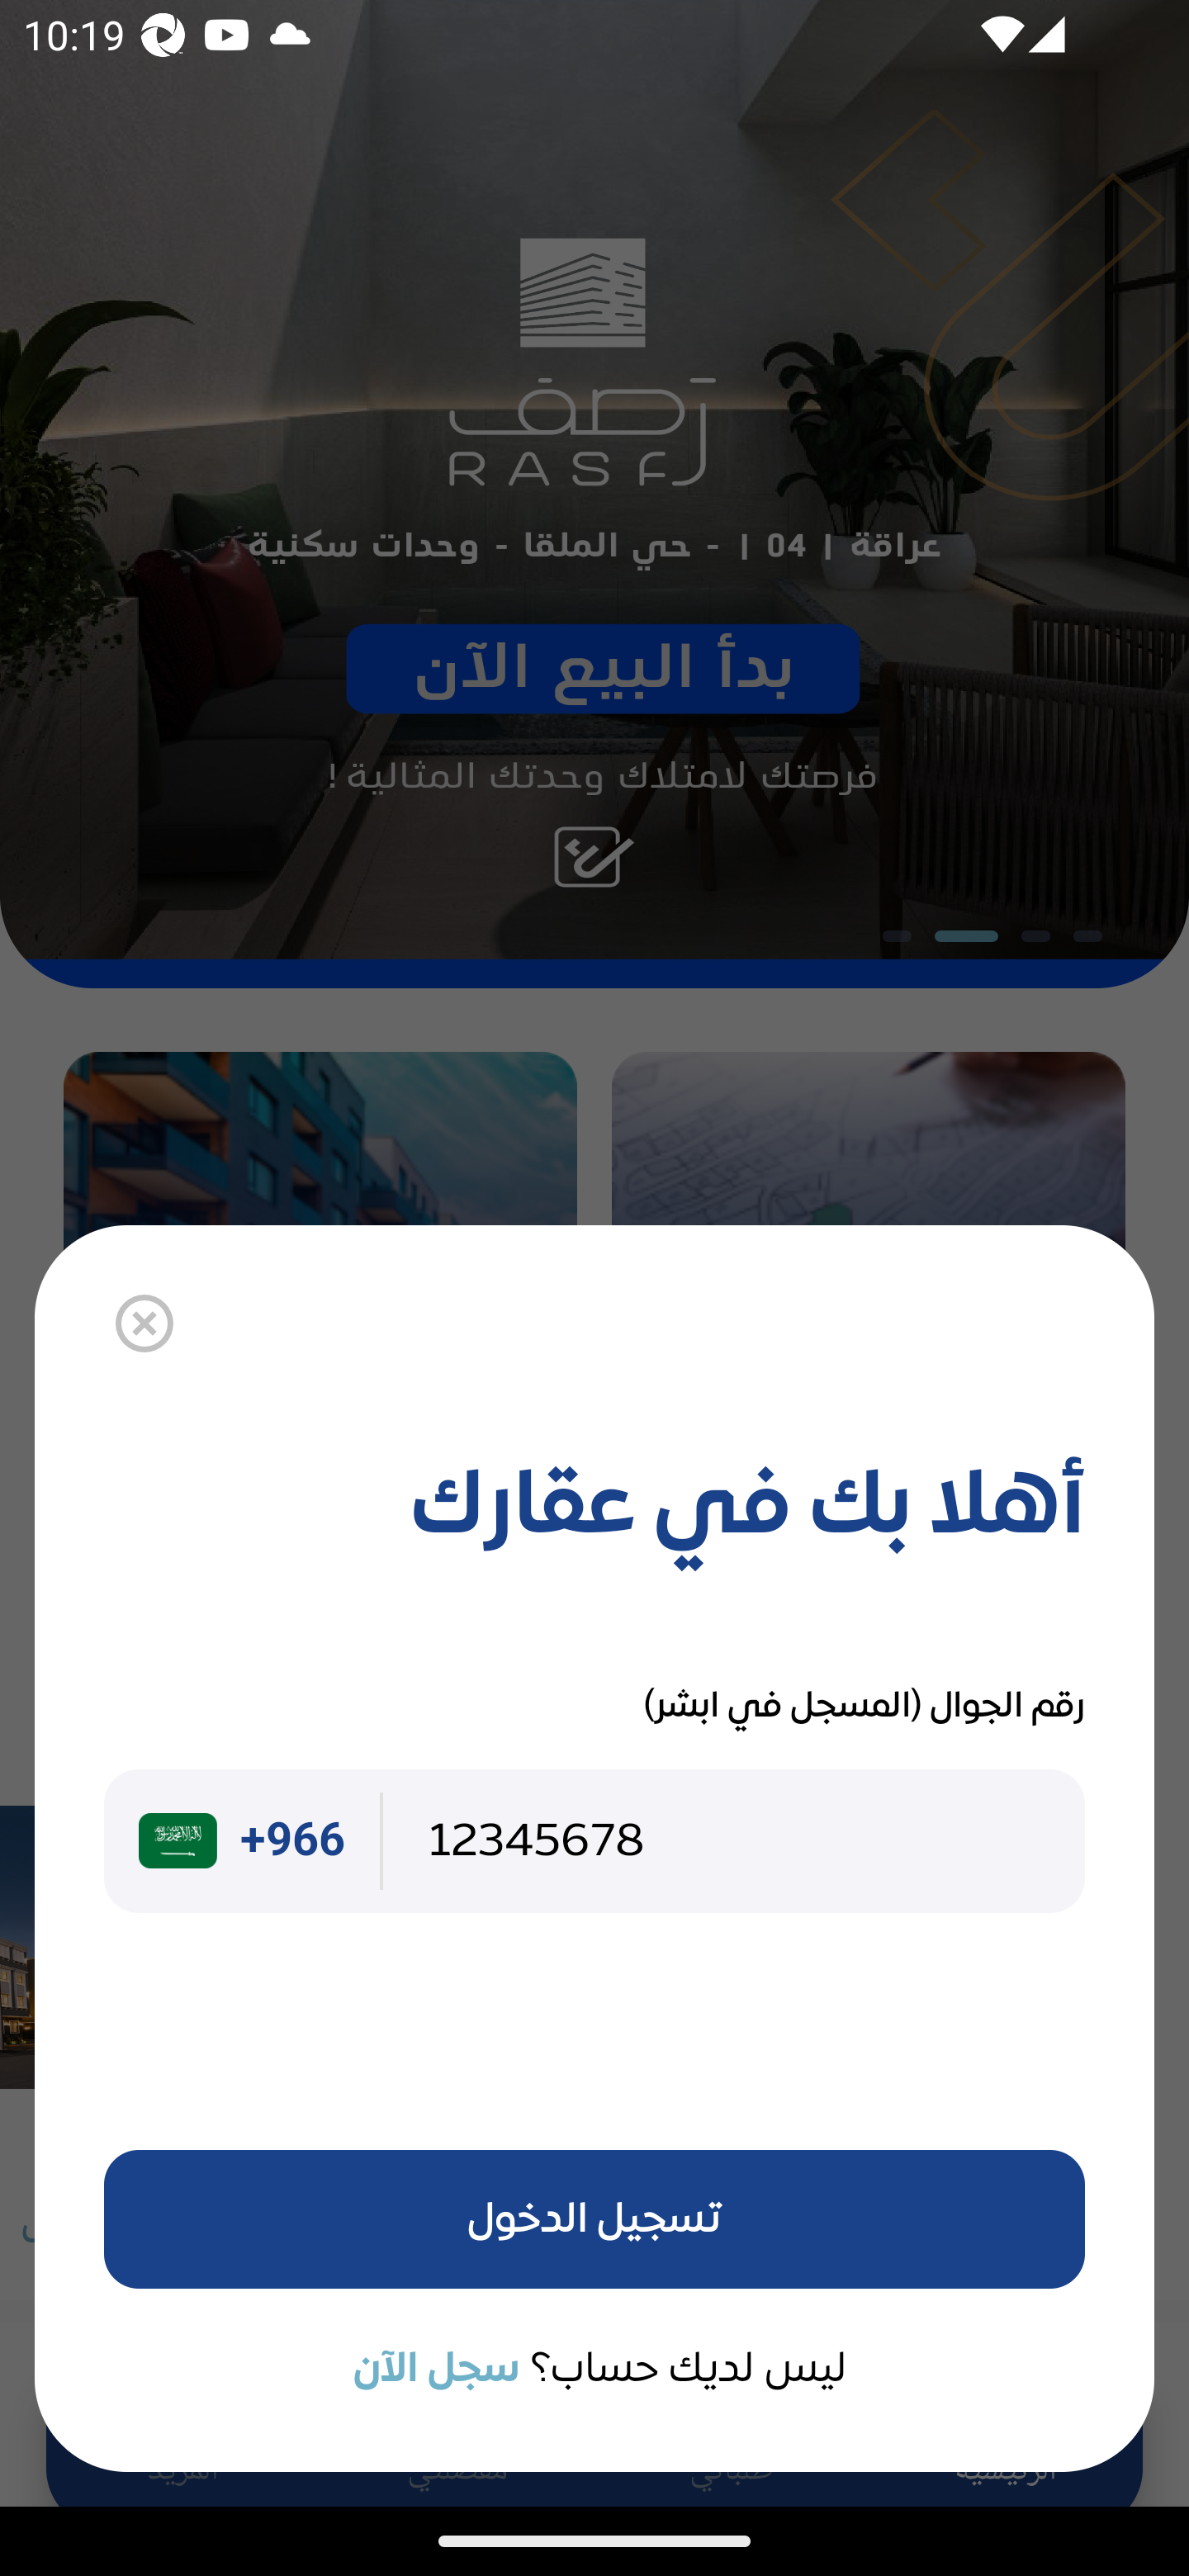 10:19
رَصف
RASF
عراقة | 04 | - حي الملقا - وحدات سكنية
بدأ البيع الآن
فرصتك لامتلاك وحدتك المثالية !
أهلا بك في عقارك
رقم الجوال (المسجل في ابشر)
+966 12345678
تسجيل الدخول
ليس لديك حساب؟ سجل الآن